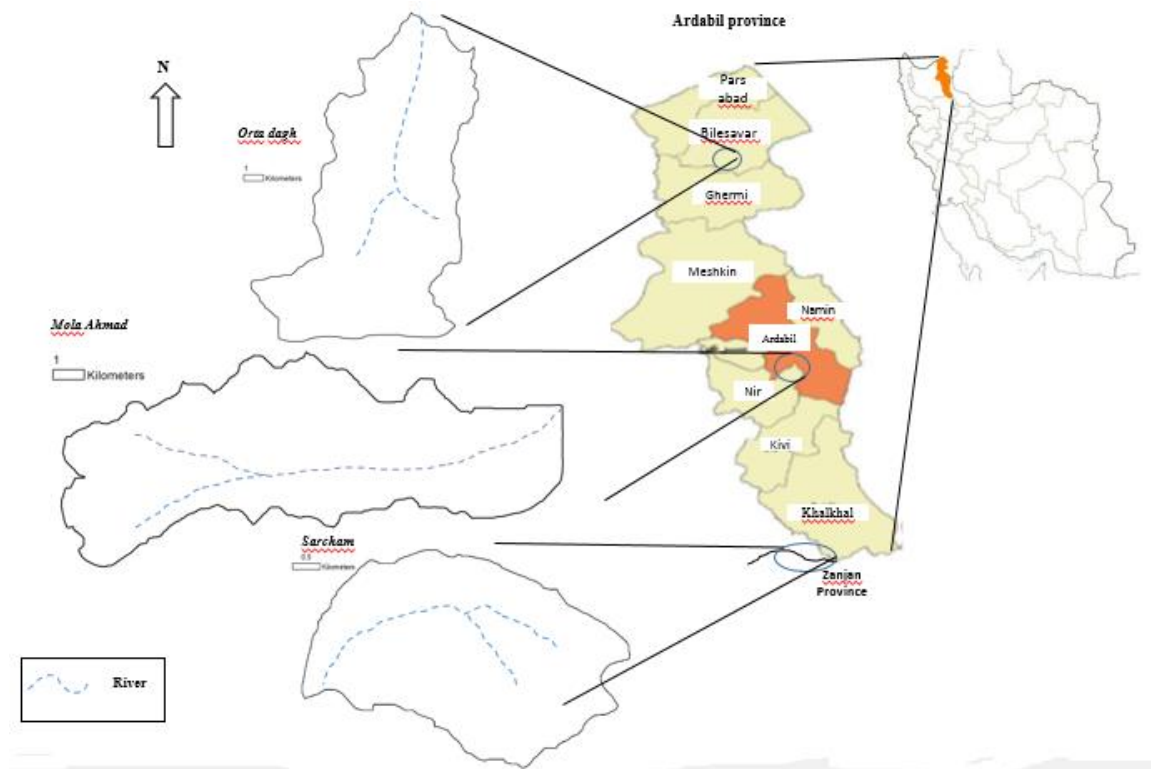 Ardabil province
N
Orta dagh
1
Kilometers
Pars
abad
Bilesavar
Ghermi
Meshkin
Namin
Ardabil
Nir
Kivi
Khalkhal
Zanjan
Province
Mola Ahmad
1
Kilometers
Sarcham
0.5
Kilometers
River